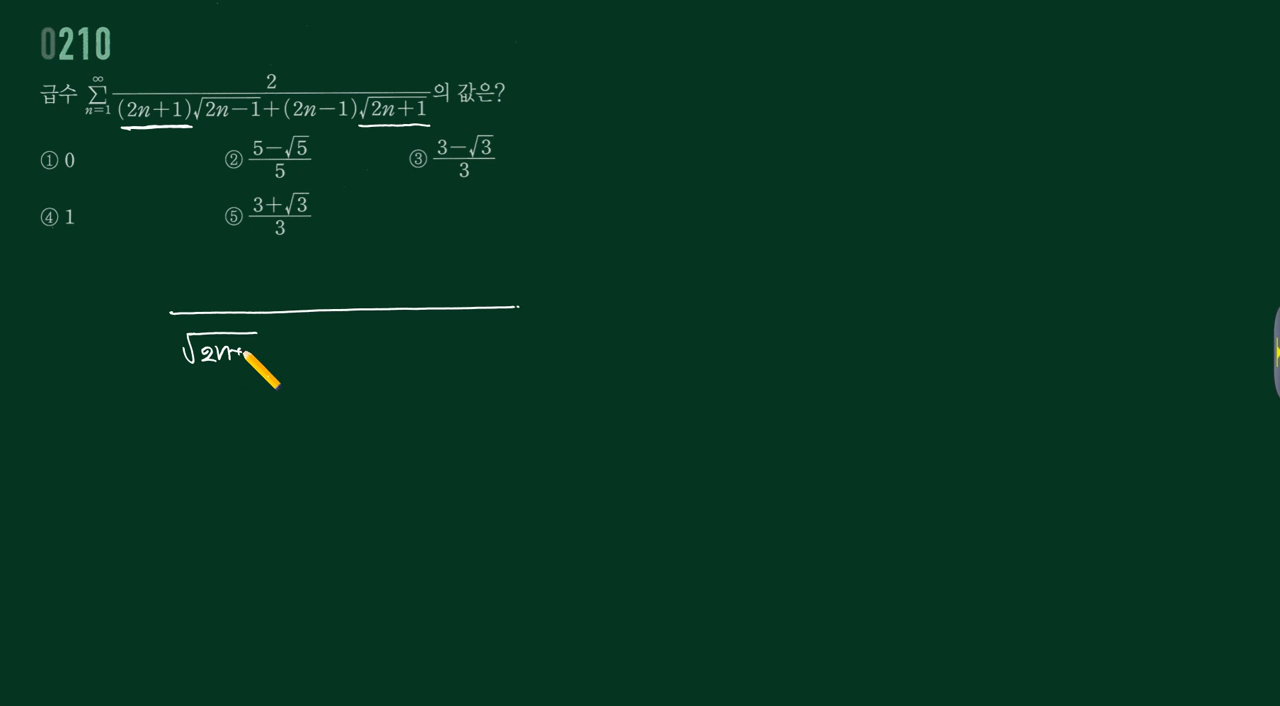 0210
급수 ∑_{n=1}^{∞} 2/((2n+1)√(2n−1)+(2n−1)√(2n+1)) 의 값은?
① 0 ② (5−√5)/5 ③ (3−√3)/3
④ 1 ⑤ (3+√3)/3
√(2n+